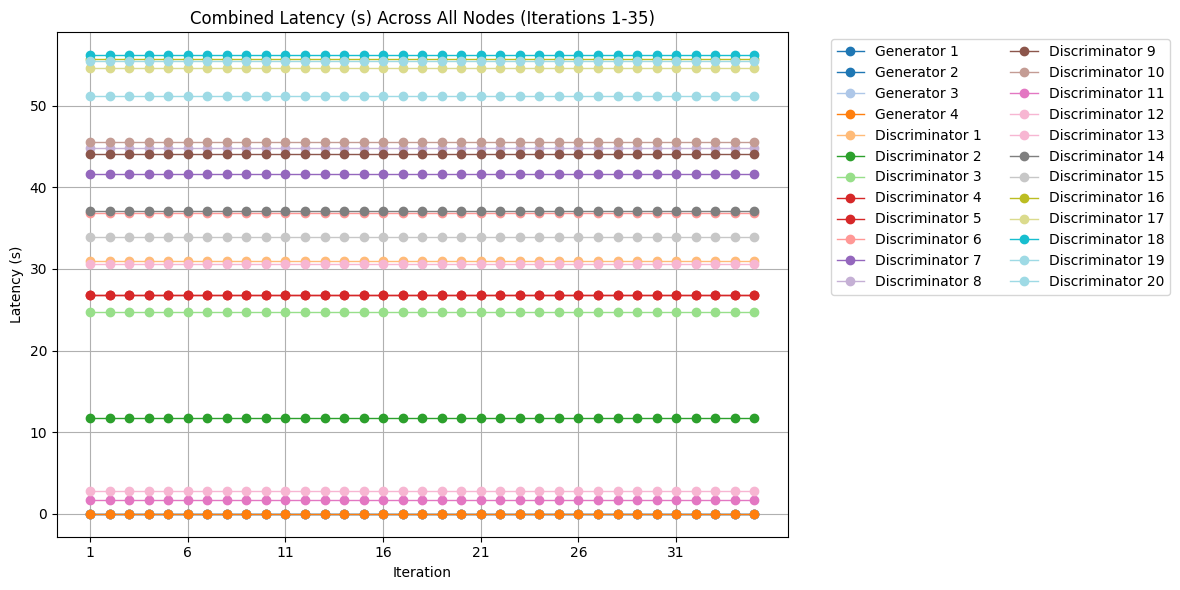 Combined Latency (s) Across All Nodes (Iterations 1-35)
Latency (s)
50
40
30
20
10
0
1 6 11 16 21 26 31
Iteration
Generator 1
Generator 2
Generator 3
Generator 4
Discriminator 1
Discriminator 2
Discriminator 3
Discriminator 4
Discriminator 5
Discriminator 6
Discriminator 7
Discriminator 8
Discriminator 9
Discriminator 10
Discriminator 11
Discriminator 12
Discriminator 13
Discriminator 14
Discriminator 15
Discriminator 16
Discriminator 17
Discriminator 18
Discriminator 19
Discriminator 20